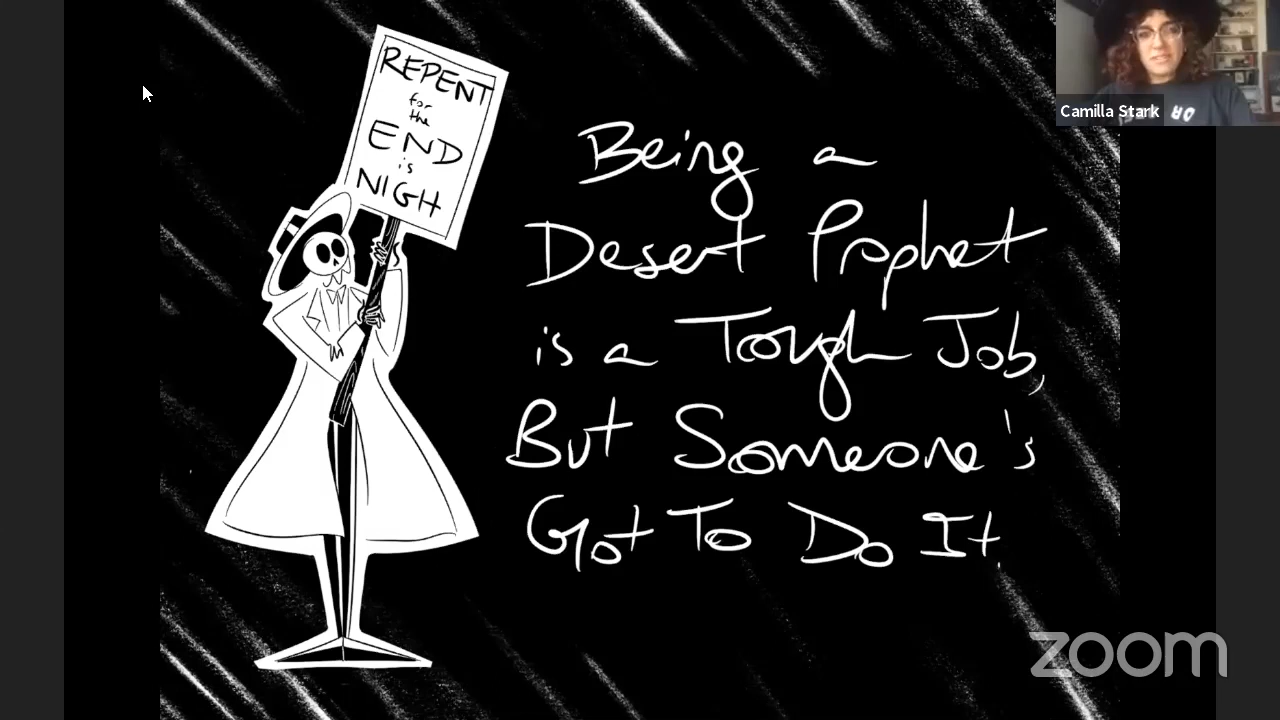 REPENT
for
the
END
is
NIGH
Being a
Desert Prophet
is a Tough Job,
But Someone's
Got To Do It.
Camilla Stark
zoom